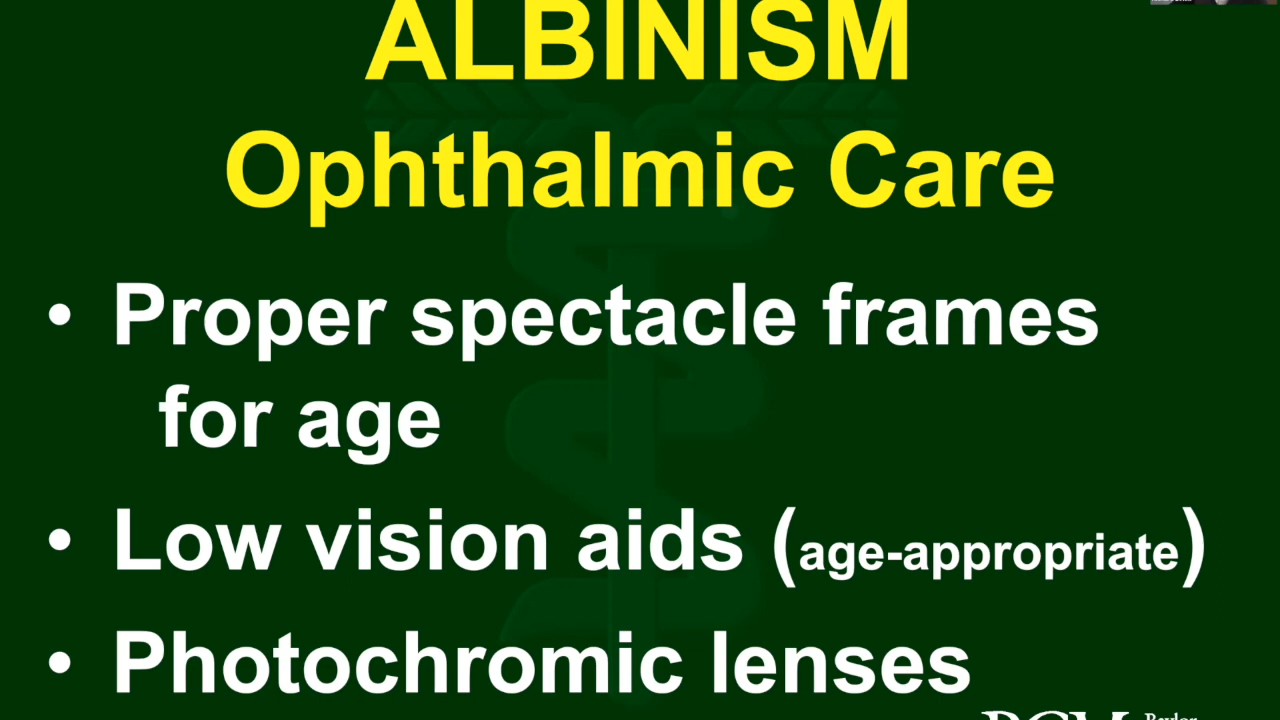 ALBINISM
Ophthalmic Care
• Proper spectacle frames
for age
• Low vision aids (age-appropriate)
• Photochromic lenses